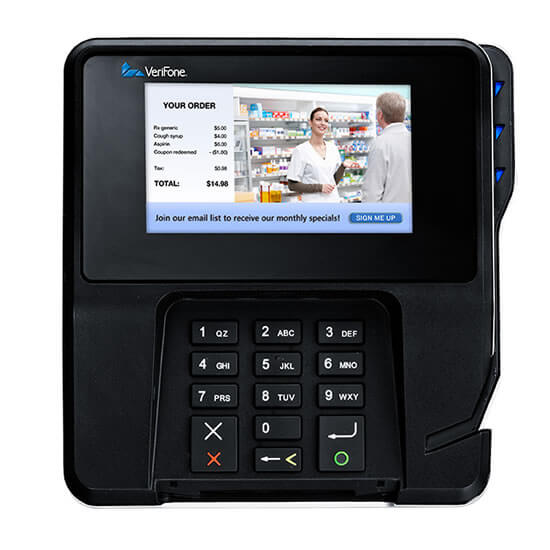 VeriFone.
YOUR ORDER
Rx generic $5.00
Cough syrup $4.00
Aspirin $6.00
Coupon redeemed - ($1.00)
Tax: $0.98
TOTAL: $14.98
Join our email list to receive our monthly specials! SIGN ME UP
1 QZ 2 ABC 3 DEF
4 GHI 5 JKL 6 MNO
7 PRS 8 TUV 9 WXY
0